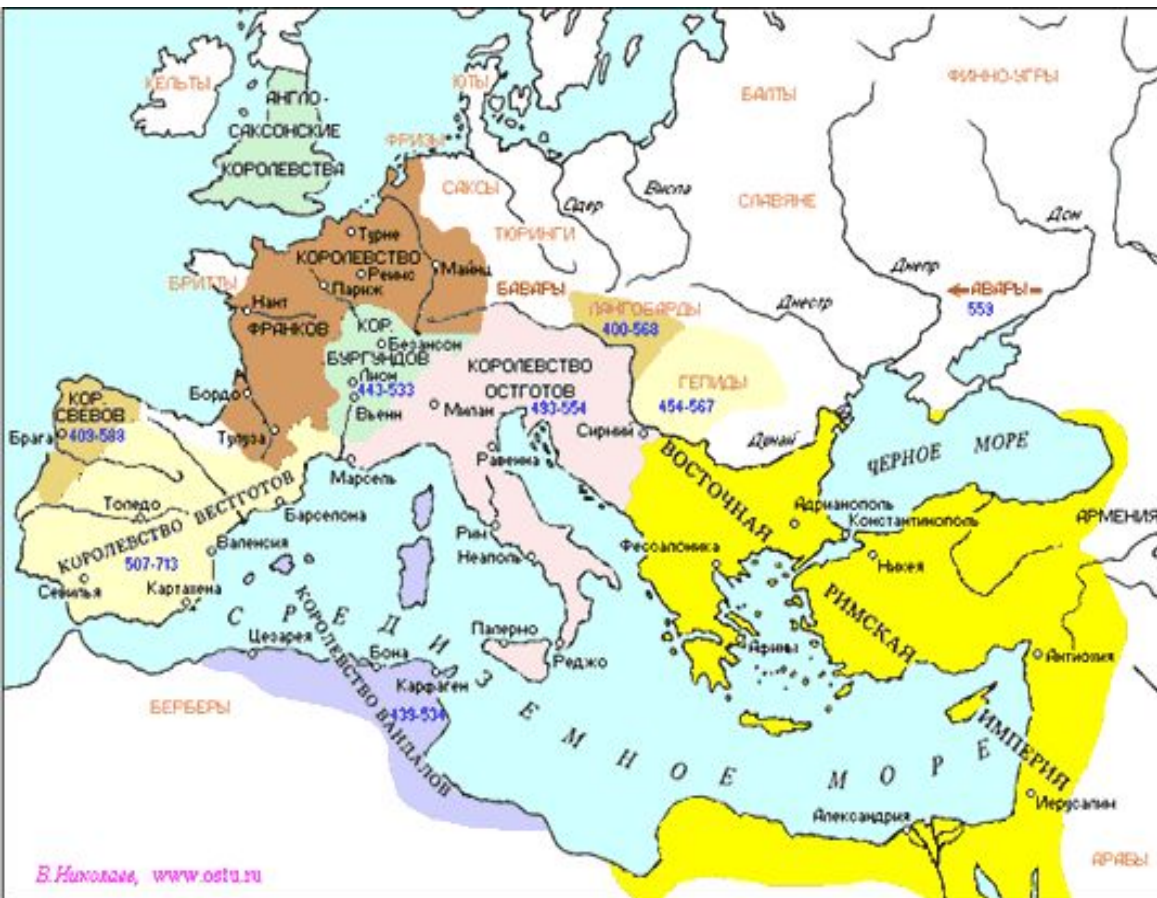 КЕЛЬТЫ
АНГЛО-
САКСОНСКИЕ
КОРОЛЕВСТВА
ЮТЫ
ФРИЗЫ
САКСЫ
ТЮРИНГИ
БАЛТЫ
ФИННО-УГРЫ
СЛАВЯНЕ
Одер
Висла
Днепр
Дон
Днестр
АВАРЫ
559
БРИТТЫ
Турне
КОРОЛЕВСТВО
Реймс
Майнц
Париж
Нант
ФРАНКОВ
БАВАРЫ
ЛАНГОБАРДЫ
400-568
ГЕПИДЫ
454-567
КОР.
Безансон
БУРГУНДОВ
Лион
443-533
Вьенн
КОРОЛЕВСТВО
ОСТГОТОВ
493-554
Милан
Сирмий
Равенна
Дунай
Бордо
Тулуза
КОР.
СВЕВОВ
Брага
409-588
Марсель
Толедо
КОРОЛЕВСТВО ВЕСТГОТОВ
507-713
Барселона
Валенсия
Севилья
Картахена
Рим
Неаполь
Палерно
Реджо
ВОСТОЧНАЯ
РИМСКАЯ
ИМПЕРИЯ
ЧЕРНОЕ МОРЕ
Адрианополь
Константинополь
Фессалоника
Никея
АРМЕНИЯ
Афины
Антиохия
Иерусалим
Александрия
АРАБЫ
СРЕДИЗЕМНОЕ МОРЕ
КОРОЛЕВСТВО ВАНДАЛОВ
439-534
Цезарея
Бона
Карфаген
БЕРБЕРЫ
В.Николаев, www.ostu.ru